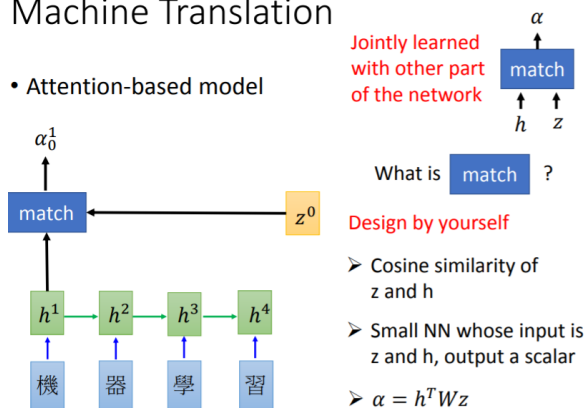 Machine Translation
• Attention-based model
α₀¹
match
z⁰
h¹ h² h³ h⁴
機 器 學 習
Jointly learned
with other part
of the network
α
match
h z
What is match ?
Design by yourself
➢ Cosine similarity of
z and h
➢ Small NN whose input is
z and h, output a scalar
➢ α = hᵀWz